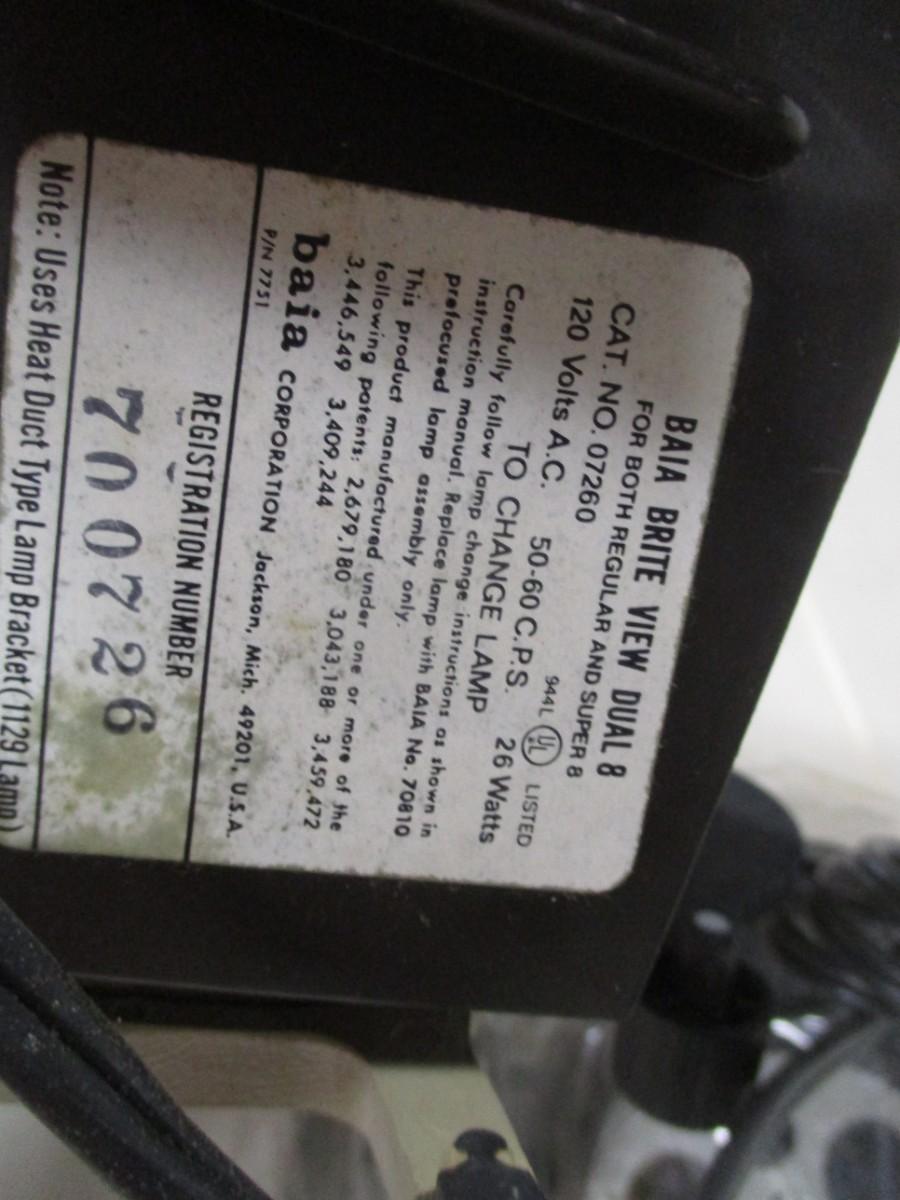 BAIA BRITE VIEW DUAL 8
FOR BOTH REGULAR AND SUPER 8
CAT. NO. 07260
944L UL LISTED
120 Volts A.C. 50-60 C.P.S. 26 Watts
TO CHANGE LAMP
Carefully follow lamp change instructions as shown in
instruction manual. Replace lamp with BAIA No. 70810
prefocused lamp assembly only.
This product manufactured under one or more of the
following patents: 2,679,180 3,043,188 3,459,472
3,446,549 3,409,244
baia CORPORATION Jackson, Mich. 49201, U.S.A.
P/N 7751
REGISTRATION NUMBER
700726
Note: Uses Heat Duct Type Lamp Bracket (1129 Lamp)